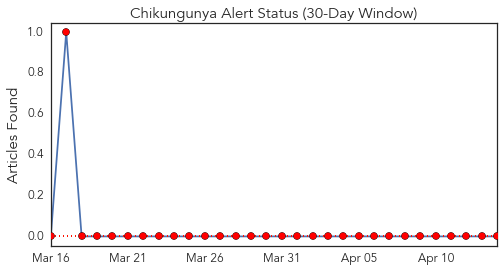 Chikungunya Alert Status (30-Day Window)
Articles Found
1.0
0.8
0.6
0.4
0.2
0.0
Mar 16 Mar 21 Mar 26 Mar 31 Apr 05 Apr 10